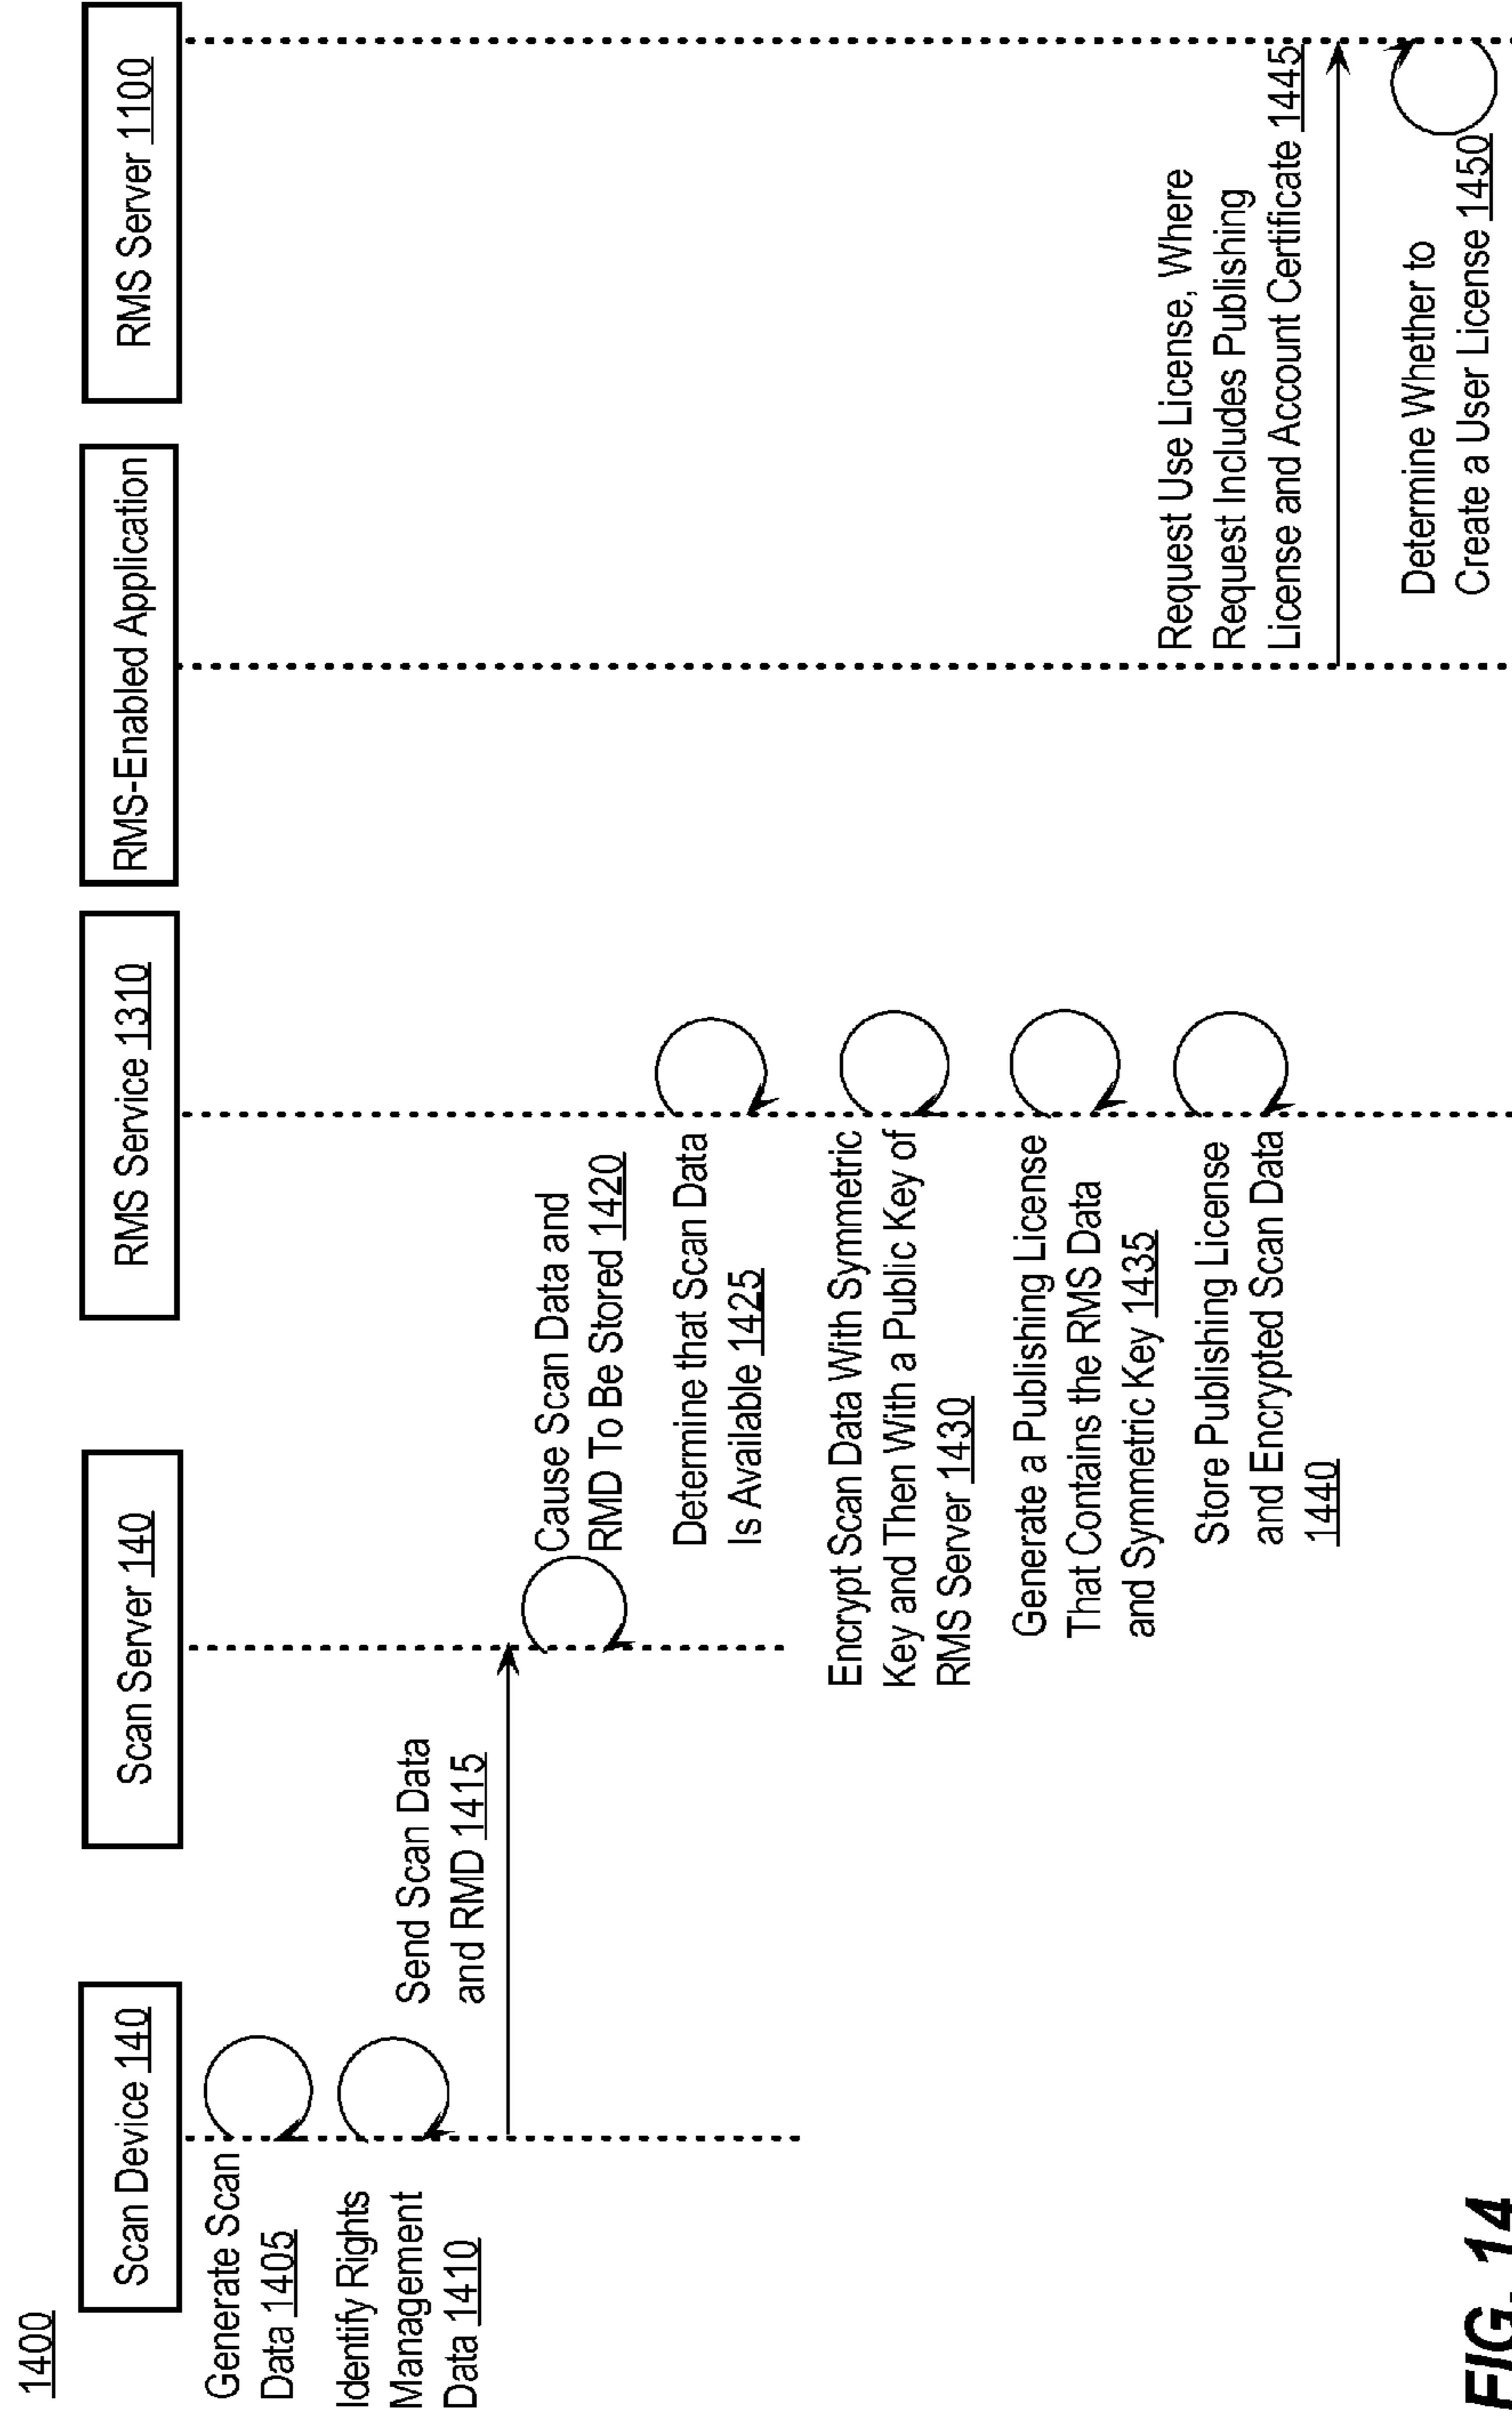 1400
Scan Device 140
Scan Server 140
RMS Service 1310
RMS-Enabled Application
RMS Server 1100
Generate Scan
Data 1405
Identify Rights
Management
Data 1410
Send Scan Data
and RMD 1415
Cause Scan Data and
RMD To Be Stored 1420
Determine that Scan Data
Is Available 1425
Encrypt Scan Data With Symmetric
Key and Then With a Public Key of
RMS Server 1430
Generate a Publishing License
That Contains the RMS Data
and Symmetric Key 1435
Store Publishing License
and Encrypted Scan Data
1440
Request Use License, Where
Request Includes Publishing
License and Account Certificate 1445
Determine Whether to
Create a User License 1450
FIG. 14